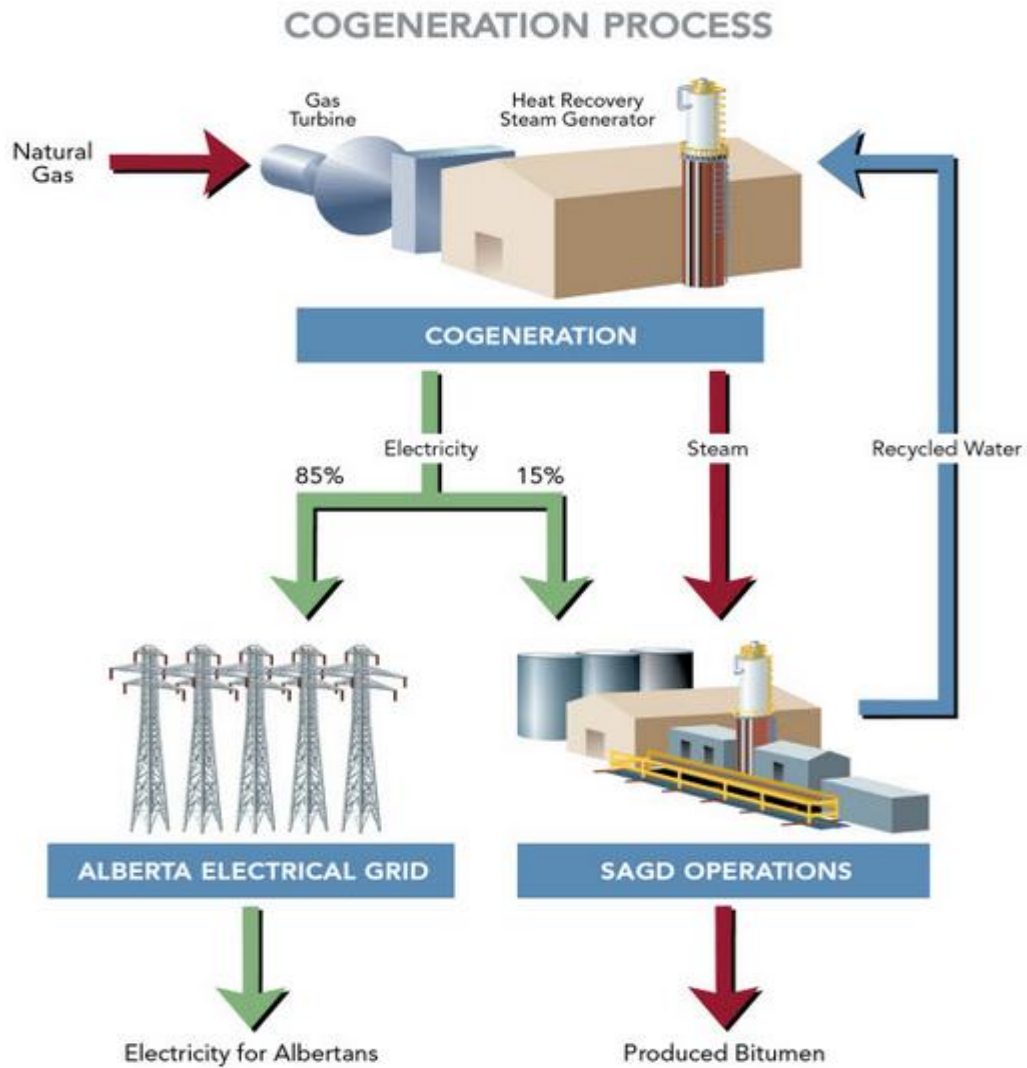 COGENERATION PROCESS
Gas
Turbine
Heat Recovery
Steam Generator
Natural
Gas
COGENERATION
Electricity
Steam
Recycled Water
85%
15%
ALBERTA ELECTRICAL GRID
SAGD OPERATIONS
Electricity for Albertans
Produced Bitumen